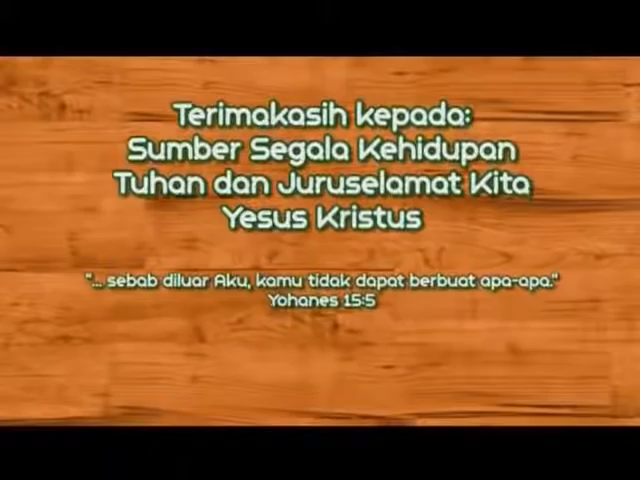 Terimakasih kepada:
Sumber Segala Kehidupan
Tuhan dan Juruselamat Kita
Yesus Kristus
"... sebab diluar Aku, kamu tidak dapat berbuat apa-apa."
Yohanes 15:5